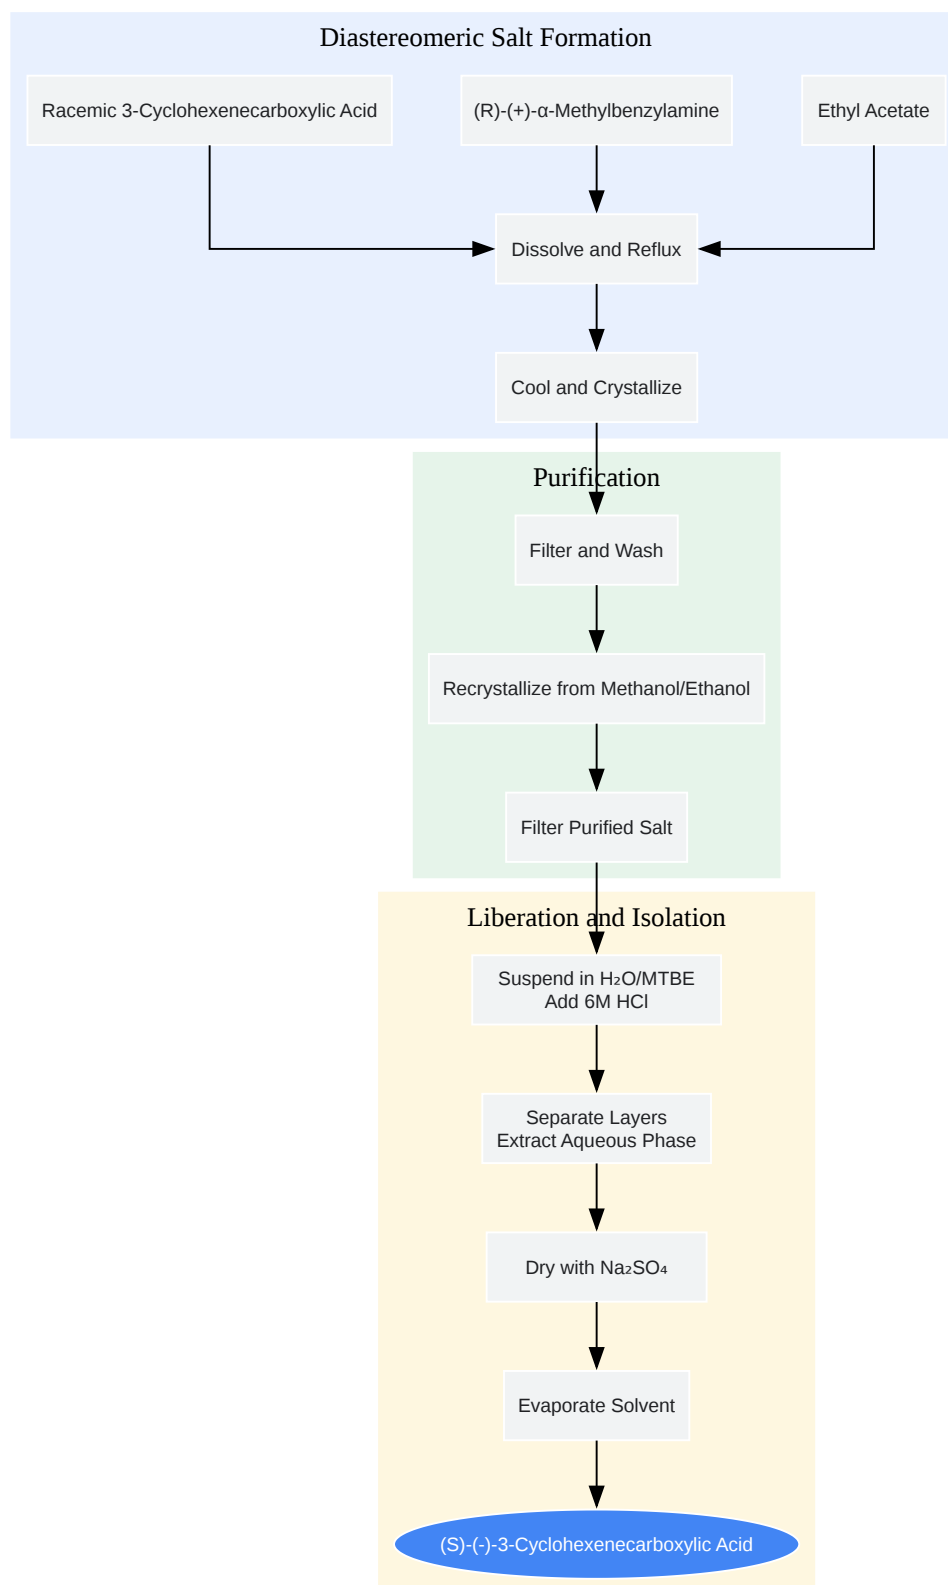 Diastereomeric Salt Formation
Racemic 3-Cyclohexenecarboxylic Acid
(R)-(+)-α-Methylbenzylamine
Ethyl Acetate
Dissolve and Reflux
Cool and Crystallize
Purification
Filter and Wash
Recrystallize from Methanol/Ethanol
Filter Purified Salt
Liberation and Isolation
Suspend in H₂O/MTBE
Add 6M HCl
Separate Layers
Extract Aqueous Phase
Dry with Na₂SO₄
Evaporate Solvent
(S)-(-)-3-Cyclohexenecarboxylic Acid